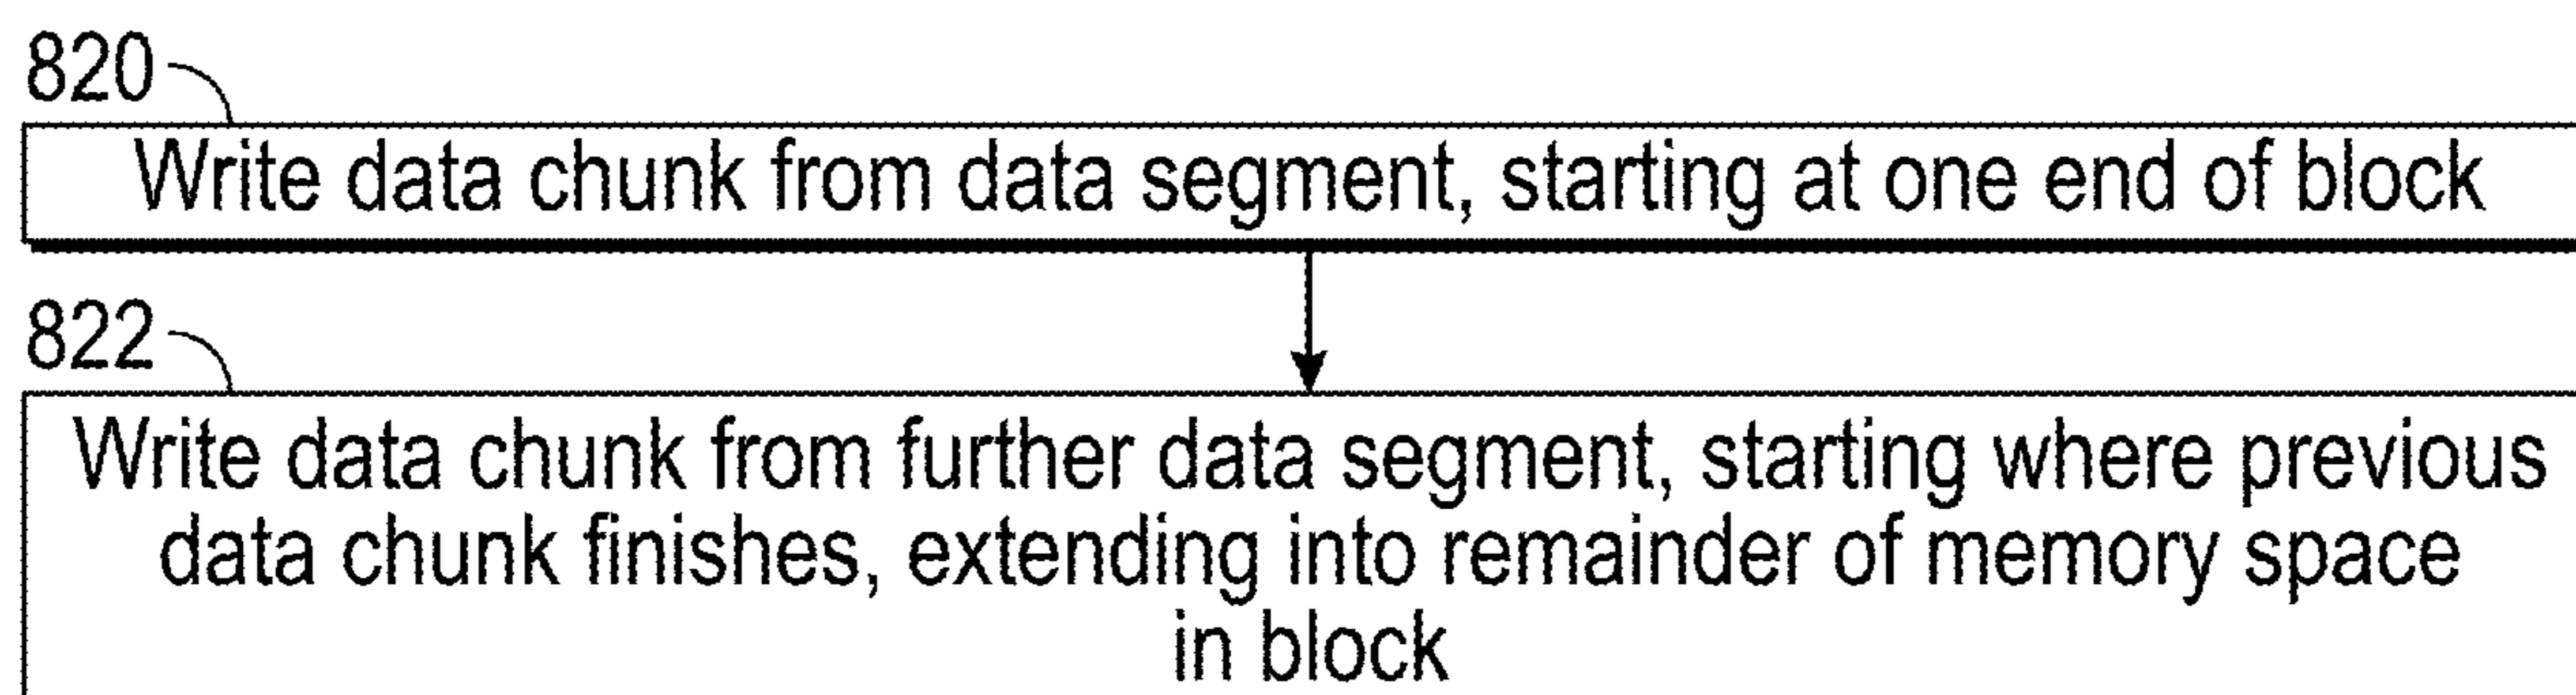 820
Write data chunk from data segment, starting at one end of block
822
Write data chunk from further data segment, starting where previous
data chunk finishes, extending into remainder of memory space
in block